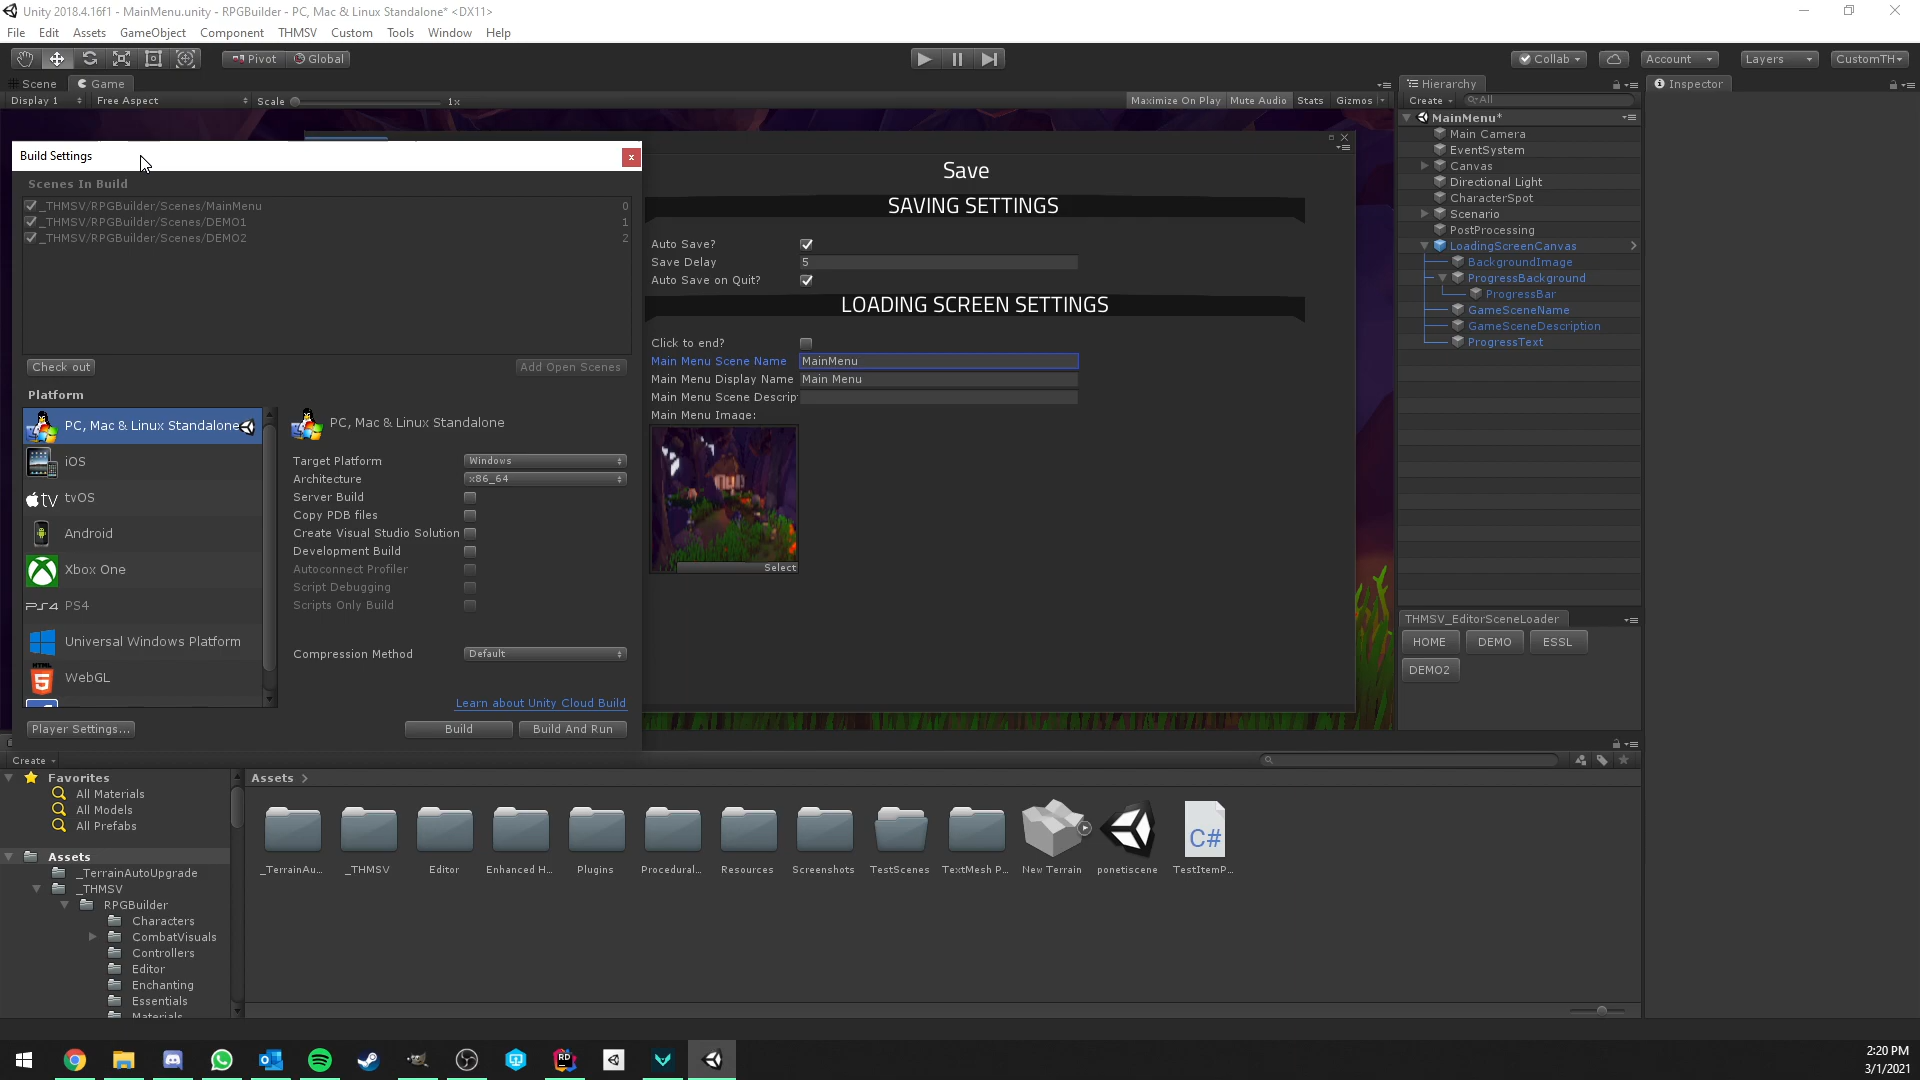 Unity 2018.4.16f1 - MainMenu.unity - RPGBuilder - PC, Mac & Linux Standalone* <DX11>
File Edit Assets GameObject Component THMSV Custom Tools Window Help
Pivot Global
Collab Account Layers CustomTH
Scene Game
Display 1 Free Aspect Scale 1x
Maximize On Play Mute Audio Stats Gizmos
Build Settings
Scenes In Build
_THMSV/RPGBuilder/Scenes/MainMenu 0
_THMSV/RPGBuilder/Scenes/DEMO1 1
_THMSV/RPGBuilder/Scenes/DEMO2 2
Check out
Add Open Scenes
Platform
PC, Mac & Linux Standalone
iOS
tv tvOS
Android
Xbox One
PS4 PS4
Universal Windows Platform
HTML
5 WebGL
PC, Mac & Linux Standalone
Target Platform Windows
Architecture x86_64
Server Build
Copy PDB files
Create Visual Studio Solution
Development Build
Autoconnect Profiler
Script Debugging
Scripts Only Build
Compression Method Default
Learn about Unity Cloud Build
Player Settings...
Build
Build And Run
Save
SAVING SETTINGS
Auto Save?
Save Delay 5
Auto Save on Quit?
LOADING SCREEN SETTINGS
Click to end?
Main Menu Scene Name MainMenu
Main Menu Display Name Main Menu
Main Menu Scene Descrip
Main Menu Image:
Select
Hierarchy
Create All
MainMenu*
Main Camera
EventSystem
Canvas
Directional Light
CharacterSpot
Scenario
PostProcessing
LoadingScreenCanvas
BackgroundImage
ProgressBackground
ProgressBar
GameSceneName
GameSceneDescription
ProgressText
THMSV_EditorSceneLoader
HOME DEMO ESSL
DEMO2
Inspector
Create
Favorites
All Materials
All Models
All Prefabs
Assets
_TerrainAutoUpgrade
_THMSV
RPGBuilder
Characters
CombatVisuals
Controllers
Editor
Enchanting
Essentials
Materials
Assets
_TerrainAu... _THMSV Editor Enhanced H... Plugins Procedural... Resources Screenshots TestScenes TextMesh P... New Terrain ponetiscene TestItemP...
C#
RD
2:20 PM
3/1/2021